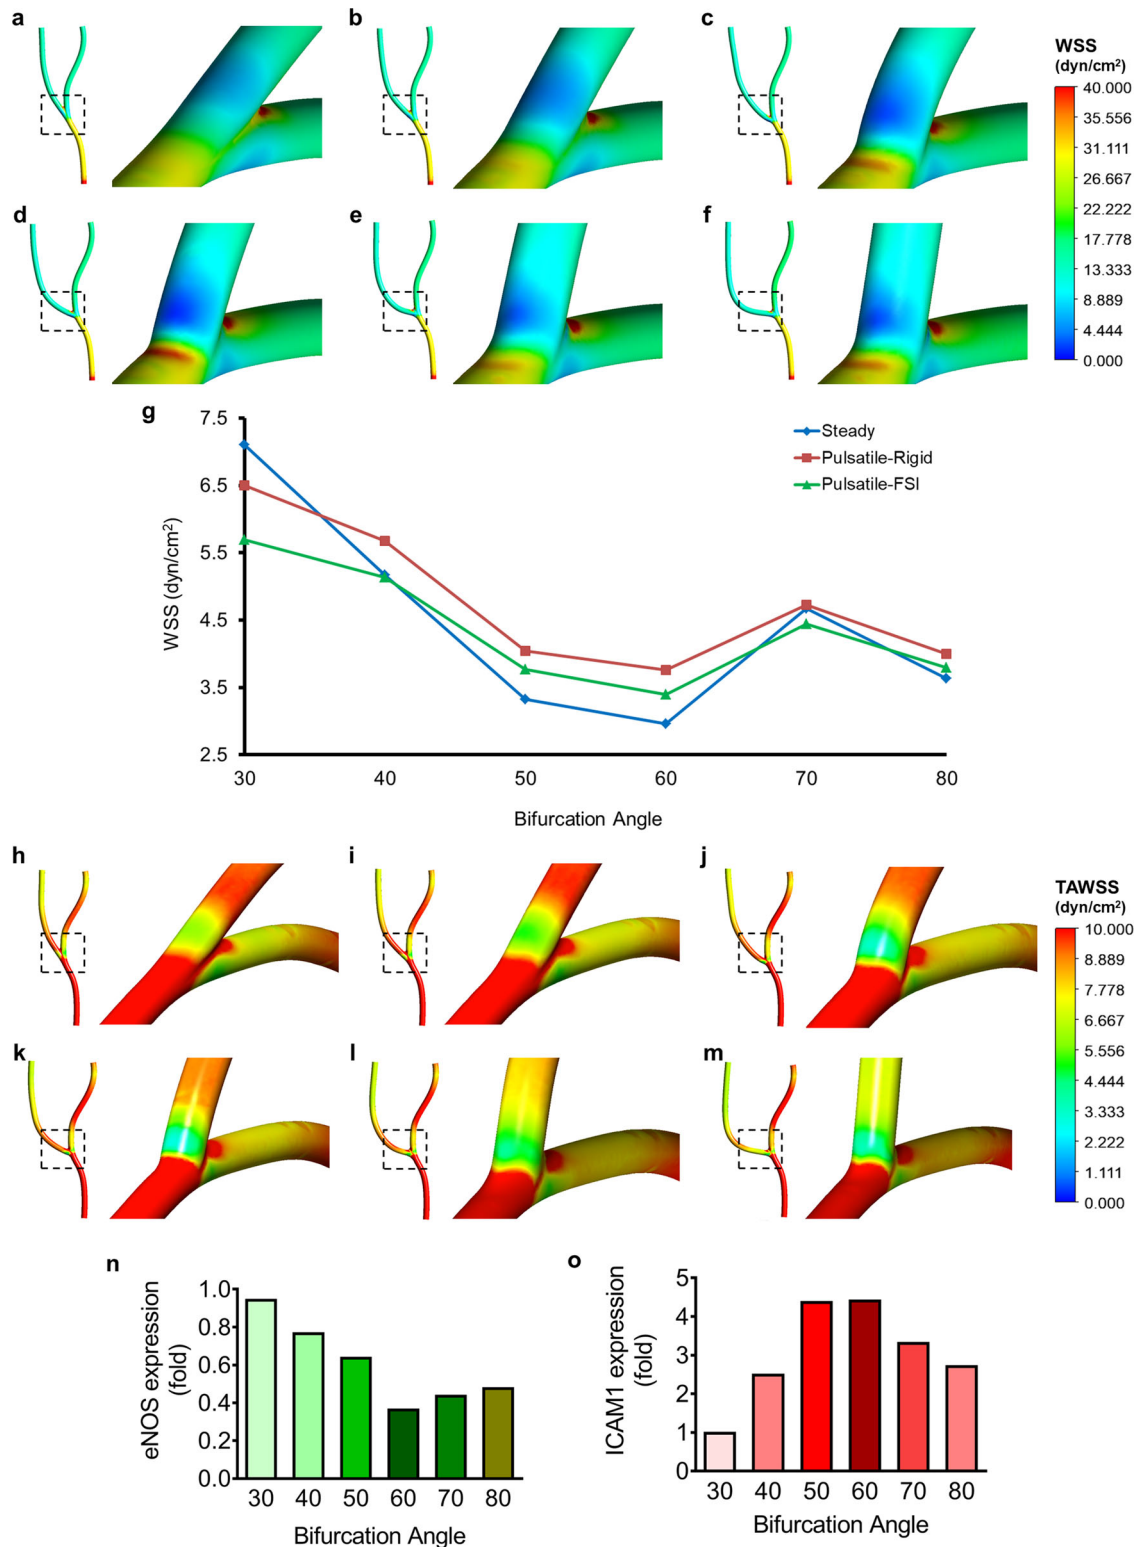 a
b
c
WSS
(dyn/cm²)
40.000
35.556
31.111
26.667
22.222
17.778
13.333
8.889
4.444
0.000
d
e
f
g
7.5
6.5
5.5
4.5
3.5
2.5
WSS (dyn/cm²)
Steady
Pulsatile-Rigid
Pulsatile-FSI
30 40 50 60 70 80
Bifurcation Angle
h
i
j
TAWSS
(dyn/cm²)
10.000
8.889
7.778
6.667
5.556
4.444
3.333
2.222
1.111
0.000
k
l
m
n
eNOS expression
(fold)
1.0
0.8
0.6
0.4
0.2
0.0
30 40 50 60 70 80
Bifurcation Angle
o
ICAM1 expression
(fold)
5
4
3
2
1
0
30 40 50 60 70 80
Bifurcation Angle